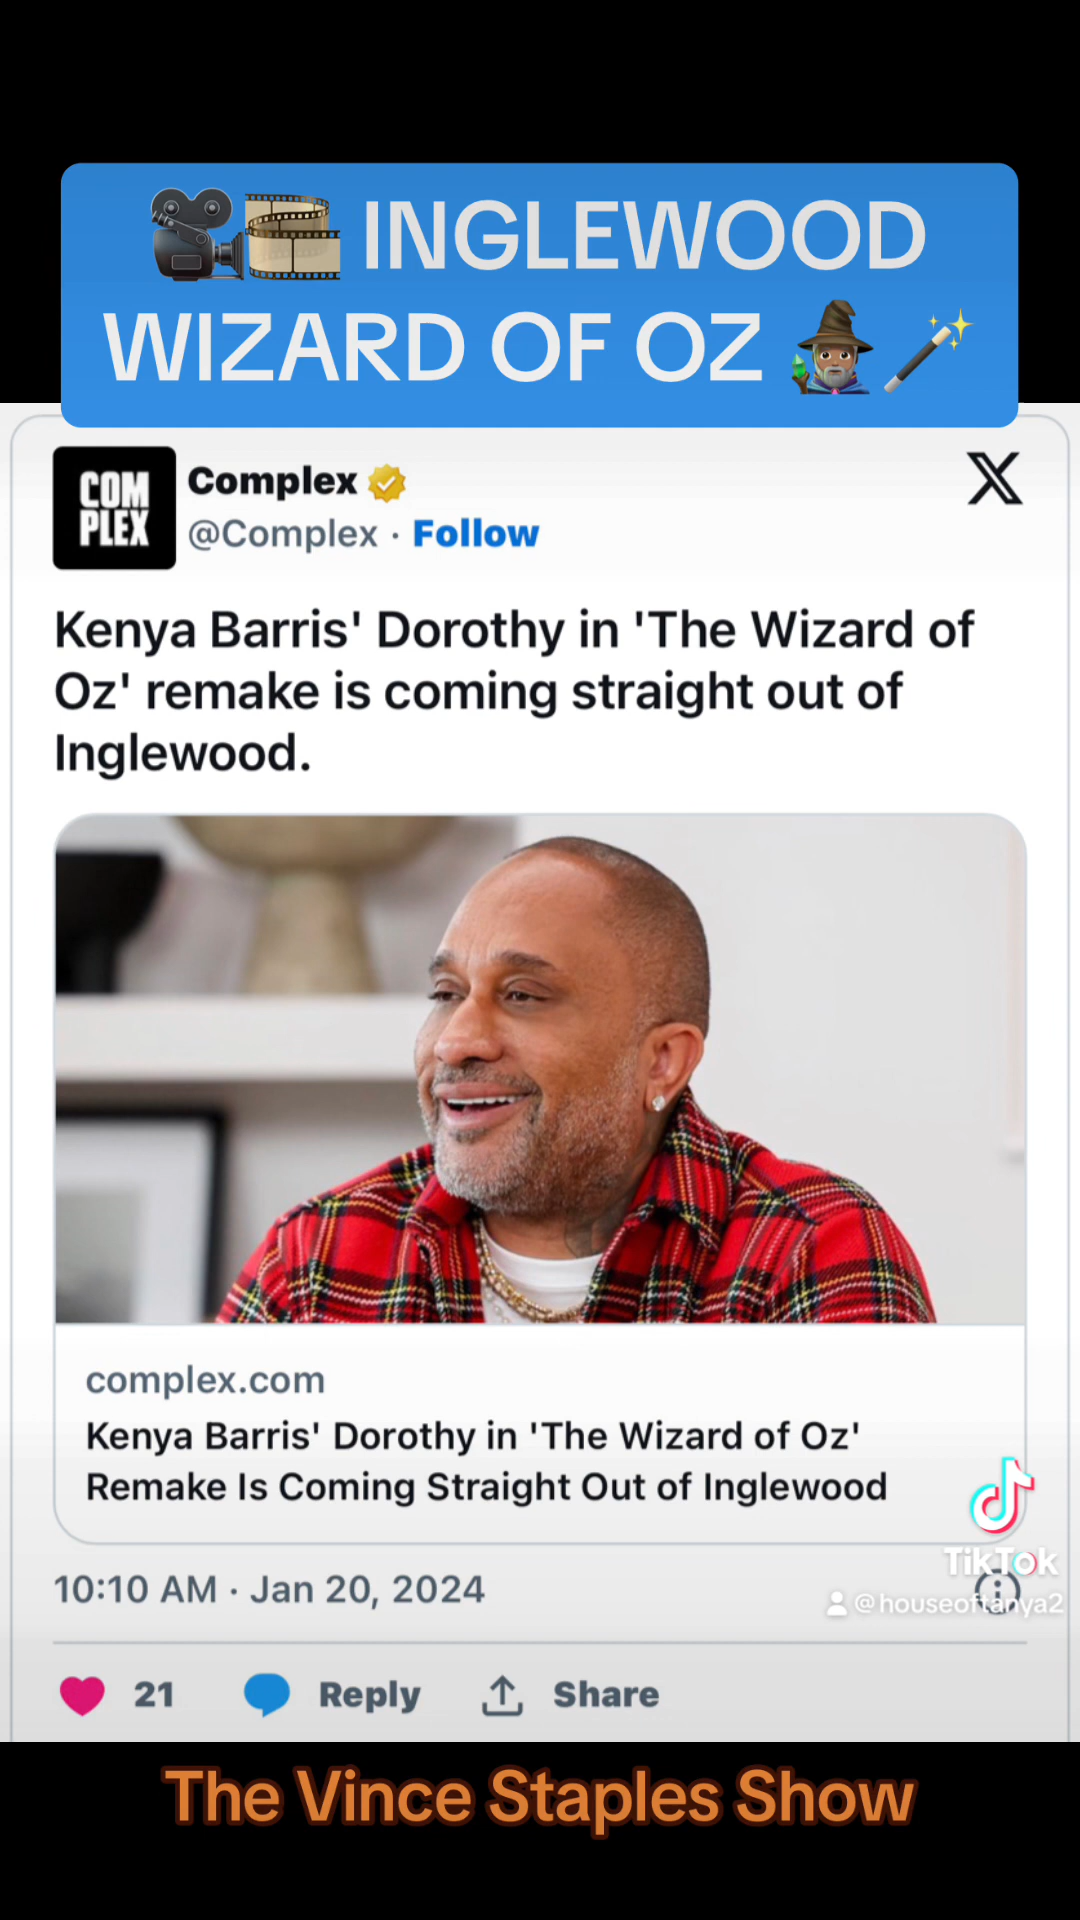 INGLEWOOD
WIZARD OF OZ
COM
PLEX
Complex
@Complex · Follow
Kenya Barris' Dorothy in 'The Wizard of
Oz' remake is coming straight out of
Inglewood.
complex.com
Kenya Barris' Dorothy in 'The Wizard of Oz'
Remake Is Coming Straight Out of Inglewood
TikTok
@houseoftanya2
10:10 AM · Jan 20, 2024
21 Reply Share
The Vince Staples Show